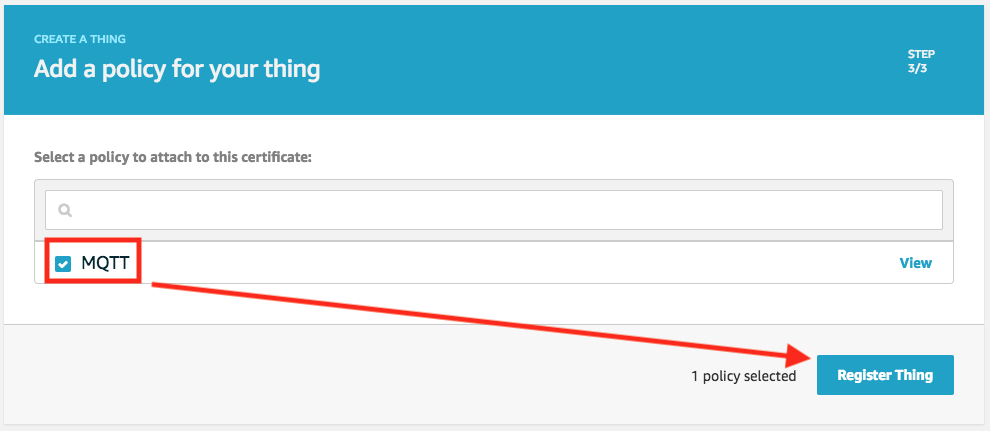 CREATE A THING
Add a policy for your thing
STEP
3/3
Select a policy to attach to this certificate:
MQTT
View
1 policy selected
Register Thing